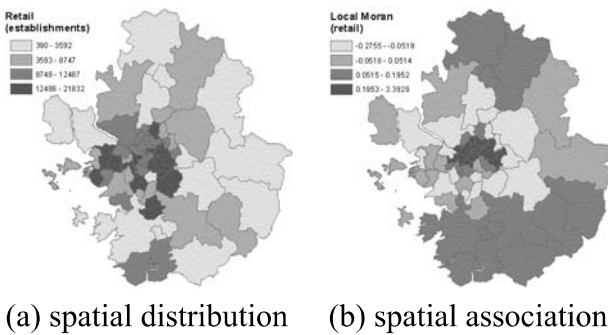 Retail
(establishments)
380 - 3592
3593 - 8747
8748 - 12487
12488 - 21832
Local Moran
(retail)
-0.2755 - -0.0519
-0.0518 - 0.0514
0.0515 - 0.1952
0.1953 - 3.3929
(a) spatial distribution
(b) spatial association